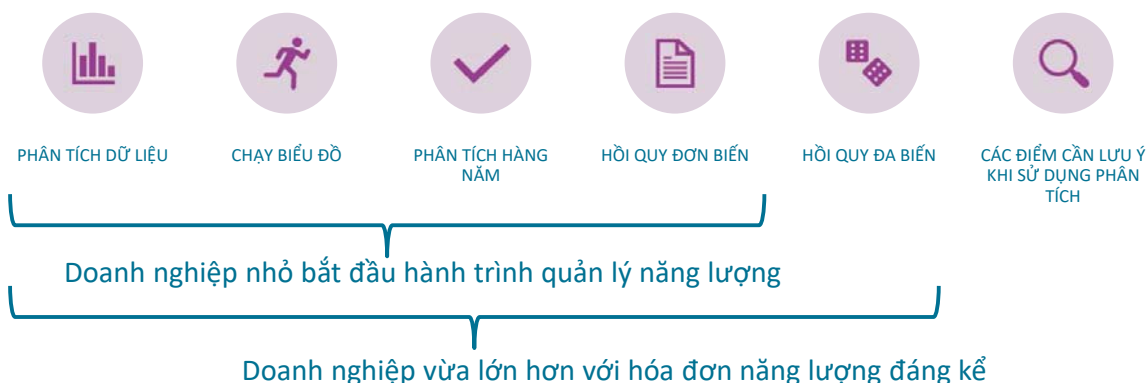 PHÂN TÍCH DỮ LIỆU
CHẠY BIỂU ĐỒ
PHÂN TÍCH HÀNG
NĂM
HỒI QUY ĐƠN BIẾN
HỒI QUY ĐA BIẾN
CÁC ĐIỂM CẦN LƯU Ý
KHI SỬ DỤNG PHÂN
TÍCH
Doanh nghiệp nhỏ bắt đầu hành trình quản lý năng lượng
Doanh nghiệp vừa lớn hơn với hóa đơn năng lượng đáng kể